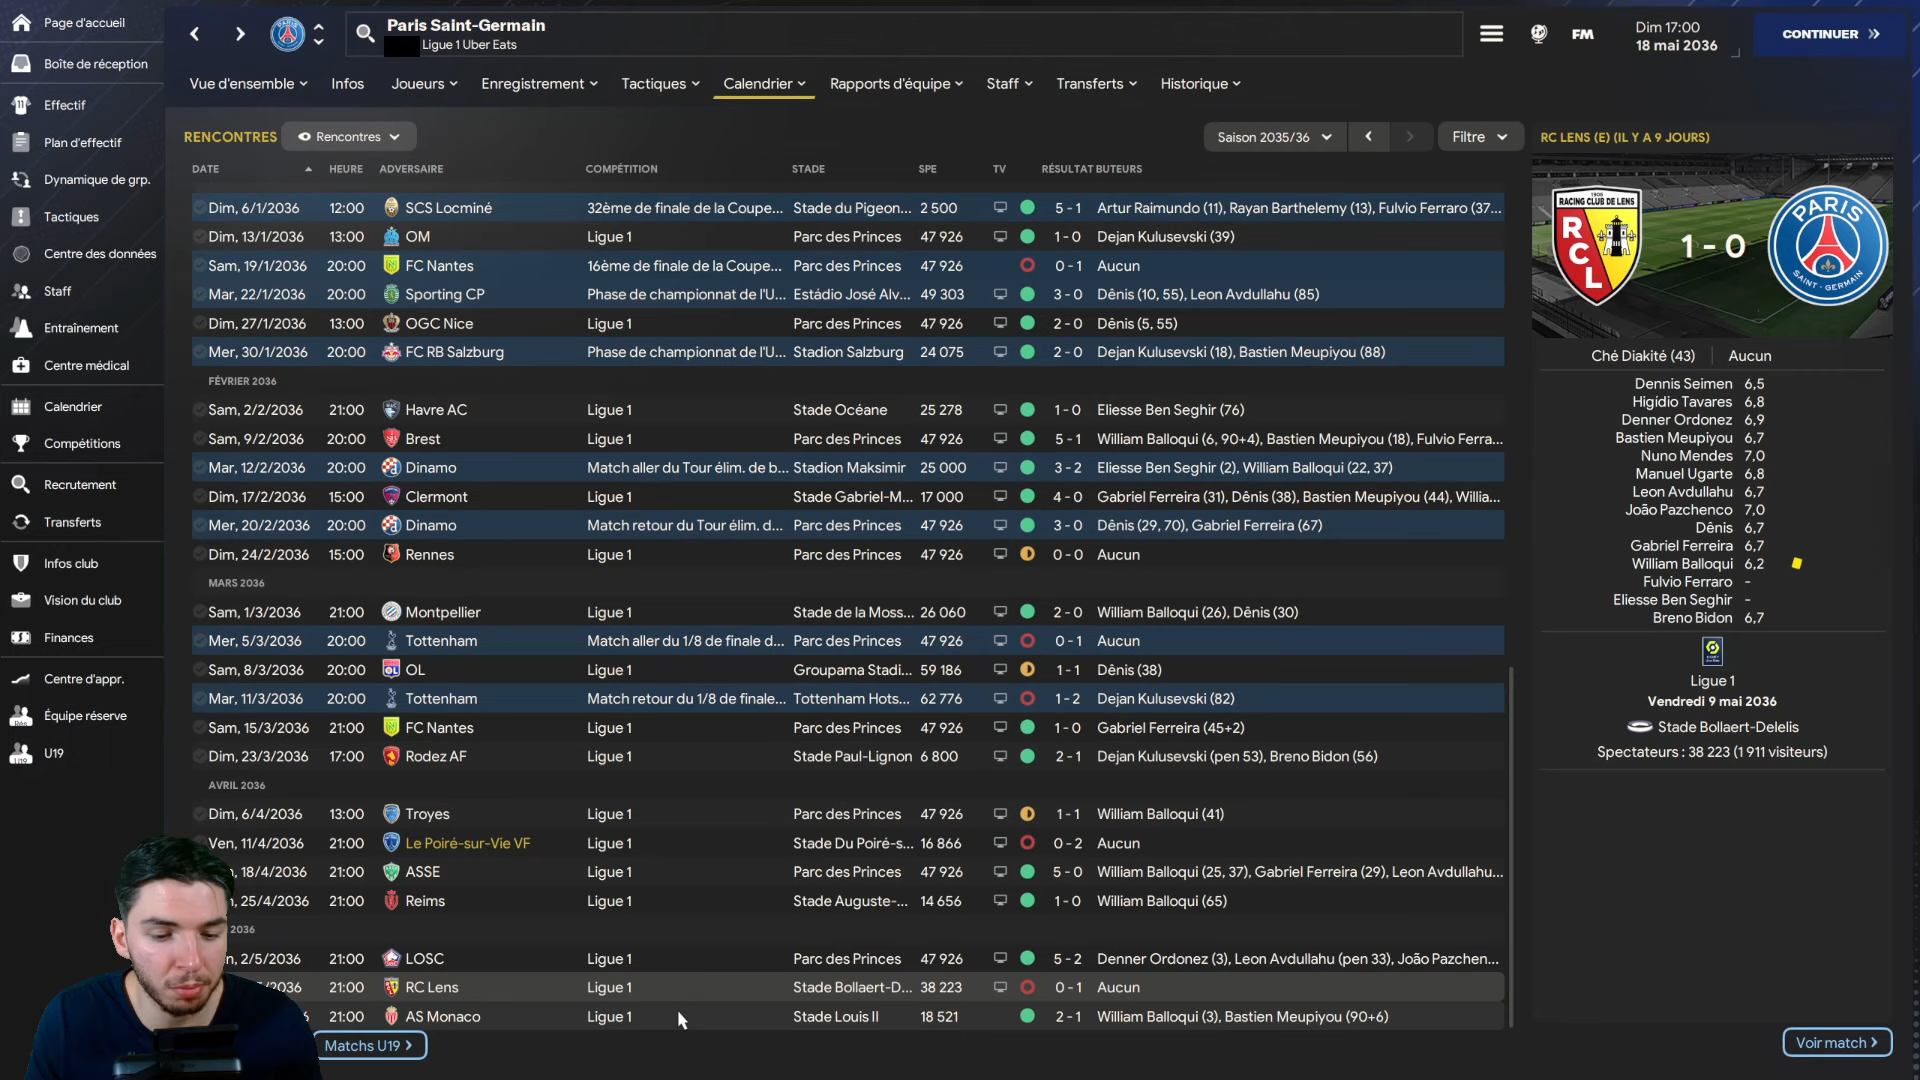 Page d'accueil
Boîte de réception
Effectif
Plan d'effectif
Dynamique de grp.
Tactiques
Centre des données
Staff
Entraînement
Centre médical
Calendrier
Compétitions
Recrutement
Transferts
Infos club
Vision du club
Finances
Centre d'appr.
Équipe réserve
U19
Paris Saint-Germain
Ligue 1 Uber Eats
FM
Dim 17:00
18 mai 2036
CONTINUER
Vue d'ensemble Infos Joueurs Enregistrement Tactiques Calendrier Rapports d'équipe Staff Transferts Historique
RENCONTRES Rencontres Saison 2035/36 Filtre
DATE HEURE ADVERSAIRE COMPÉTITION STADE SPE TV RÉSULTAT BUTEURS
Dim, 6/1/2036 12:00 SCS Locminé 32ème de finale de la Coupe... Stade du Pigeon... 2 500 5 - 1 Artur Raimundo (11), Rayan Barthelemy (13), Fulvio Ferraro (37...
Dim, 13/1/2036 13:00 OM Ligue 1 Parc des Princes 47 926 1 - 0 Dejan Kulusevski (39)
Sam, 19/1/2036 20:00 FC Nantes 16ème de finale de la Coupe... Parc des Princes 47 926 0 - 1 Aucun
Mar, 22/1/2036 20:00 Sporting CP Phase de championnat de l'U... Estádio José Alv... 49 303 3 - 0 Dênis (10, 55), Leon Avdullahu (85)
Dim, 27/1/2036 13:00 OGC Nice Ligue 1 Parc des Princes 47 926 2 - 0 Dênis (5, 55)
Mer, 30/1/2036 20:00 FC RB Salzburg Phase de championnat de l'U... Stadion Salzburg 24 075 2 - 0 Dejan Kulusevski (18), Bastien Meupiyou (88)
FÉVRIER 2036
Sam, 2/2/2036 21:00 Havre AC Ligue 1 Stade Océane 25 278 1 - 0 Eliesse Ben Seghir (76)
Sam, 9/2/2036 20:00 Brest Ligue 1 Parc des Princes 47 926 5 - 1 William Balloqui (6, 90+4), Bastien Meupiyou (18), Fulvio Ferra...
Mar, 12/2/2036 20:00 Dinamo Match aller du Tour élim. de b... Stadion Maksimir 25 000 3 - 2 Eliesse Ben Seghir (2), William Balloqui (22, 37)
Dim, 17/2/2036 15:00 Clermont Ligue 1 Stade Gabriel-M... 17 000 4 - 0 Gabriel Ferreira (31), Dênis (38), Bastien Meupiyou (44), Willia...
Mer, 20/2/2036 20:00 Dinamo Match retour du Tour élim. d... Parc des Princes 47 926 3 - 0 Dênis (29, 70), Gabriel Ferreira (67)
Dim, 24/2/2036 15:00 Rennes Ligue 1 Parc des Princes 47 926 0 - 0 Aucun
MARS 2036
Sam, 1/3/2036 21:00 Montpellier Ligue 1 Stade de la Moss... 26 060 2 - 0 William Balloqui (26), Dênis (30)
Mer, 5/3/2036 20:00 Tottenham Match aller du 1/8 de finale d... Parc des Princes 47 926 0 - 1 Aucun
Sam, 8/3/2036 20:00 OL Ligue 1 Groupama Stadi... 59 186 1 - 1 Dênis (38)
Mar, 11/3/2036 20:00 Tottenham Match retour du 1/8 de finale... Tottenham Hots... 62 776 1 - 2 Dejan Kulusevski (82)
Sam, 15/3/2036 21:00 FC Nantes Ligue 1 Parc des Princes 47 926 1 - 0 Gabriel Ferreira (45+2)
Dim, 23/3/2036 17:00 Rodez AF Ligue 1 Stade Paul-Lignon 6 800 2 - 1 Dejan Kulusevski (pen 53), Breno Bidon (56)
AVRIL 2036
Dim, 6/4/2036 13:00 Troyes Ligue 1 Parc des Princes 47 926 1 - 1 William Balloqui (41)
Ven, 11/4/2036 21:00 Le Poiré-sur-Vie VF Ligue 1 Stade Du Poiré-s... 16 866 0 - 2 Aucun
18/4/2036 21:00 ASSE Ligue 1 Parc des Princes 47 926 5 - 0 William Balloqui (25, 37), Gabriel Ferreira (29), Leon Avdullahu...
25/4/2036 21:00 Reims Ligue 1 Stade Auguste-... 14 656 1 - 0 William Balloqui (65)
2036
2/5/2036 21:00 LOSC Ligue 1 Parc des Princes 47 926 5 - 2 Denner Ordonez (3), Leon Avdullahu (pen 33), João Pazchen...
21:00 RC Lens Ligue 1 Stade Bollaert-D... 38 223 0 - 1 Aucun
21:00 AS Monaco Ligue 1 Stade Louis II 18 521 2 - 1 William Balloqui (3), Bastien Meupiyou (90+6)
Matchs U19
RC LENS (E) (IL Y A 9 JOURS)
1906
RACING CLUB DE LENS
RCL
1 - 0
PARIS
SAINT-GERMAIN
Ché Diakité (43) Aucun
Dennis Seimen 6,5
Higídio Tavares 6,8
Denner Ordonez 6,9
Bastien Meupiyou 6,7
Nuno Mendes 7,0
Manuel Ugarte 6,8
Leon Avdullahu 6,7
João Pazchenco 7,0
Dênis 6,7
Gabriel Ferreira 6,7
William Balloqui 6,2
Fulvio Ferraro -
Eliesse Ben Seghir -
Breno Bidon 6,7
Ligue 1
Vendredi 9 mai 2036
Stade Bollaert-Delelis
Spectateurs : 38 223 (1 911 visiteurs)
Voir match